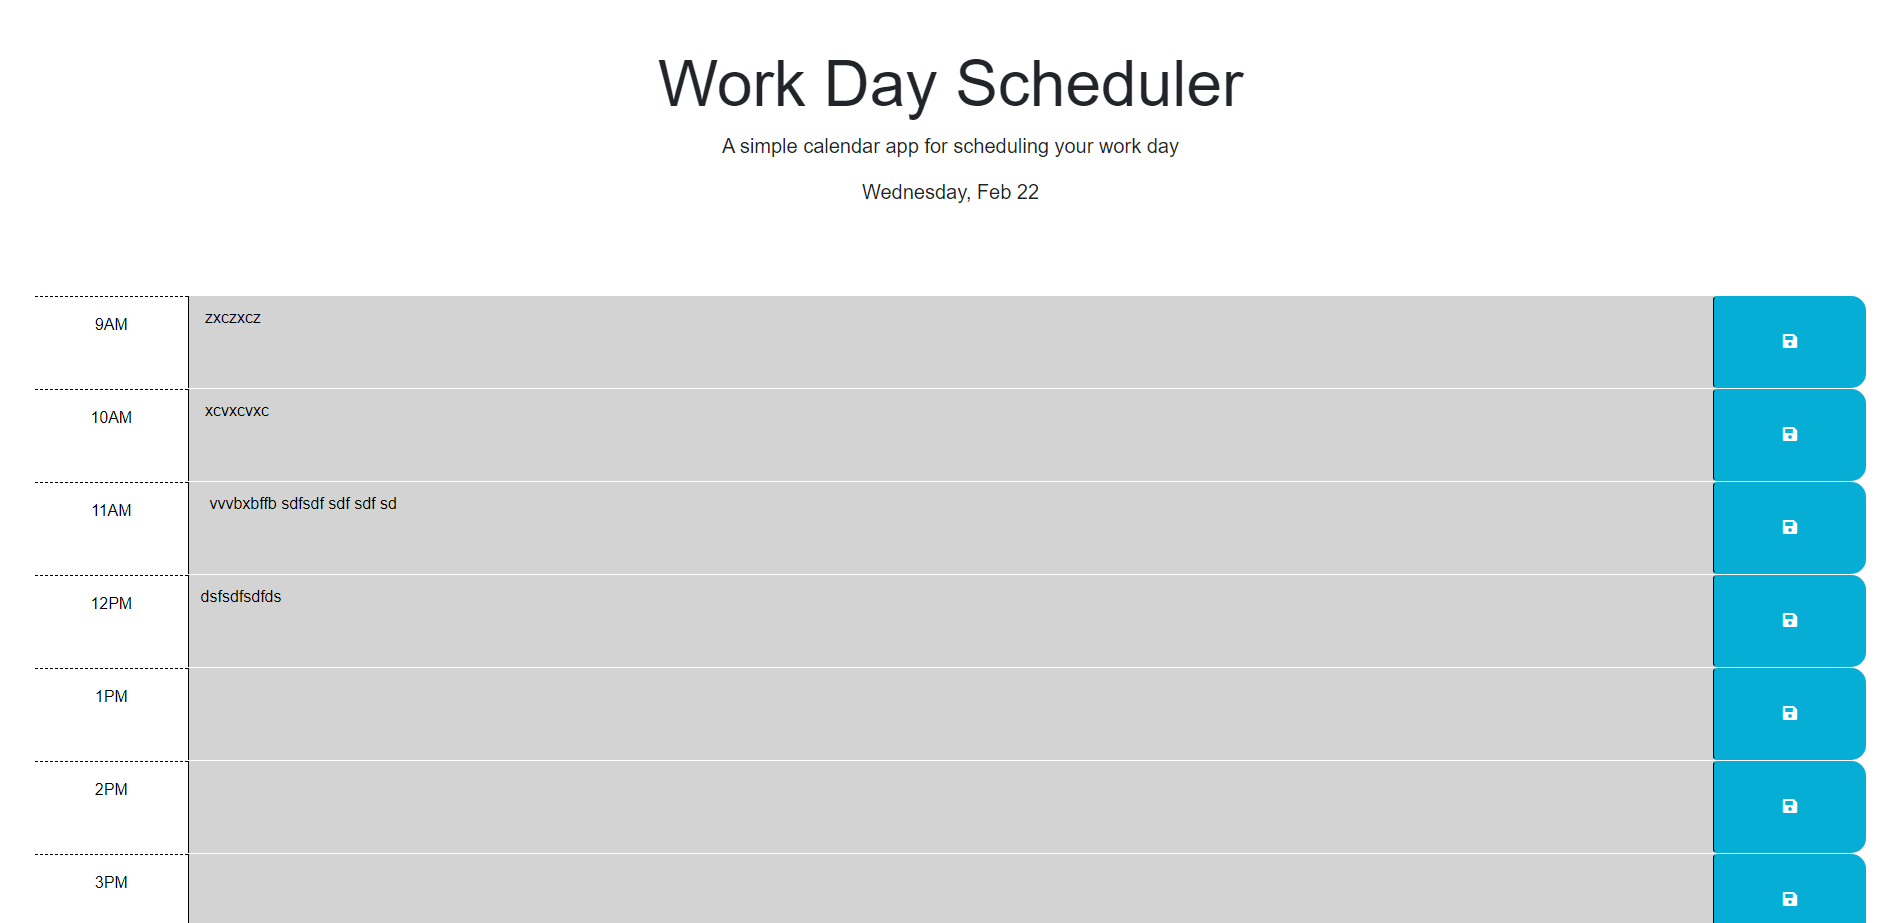 Work Day Scheduler
A simple calendar app for scheduling your work day
Wednesday, Feb 22
9AM zxczxcz
10AM xcvxcvxc
11AM vvvbxbffb sdfsdf sdf sdf sd
12PM dsfsdfsdfds
1PM
2PM
3PM